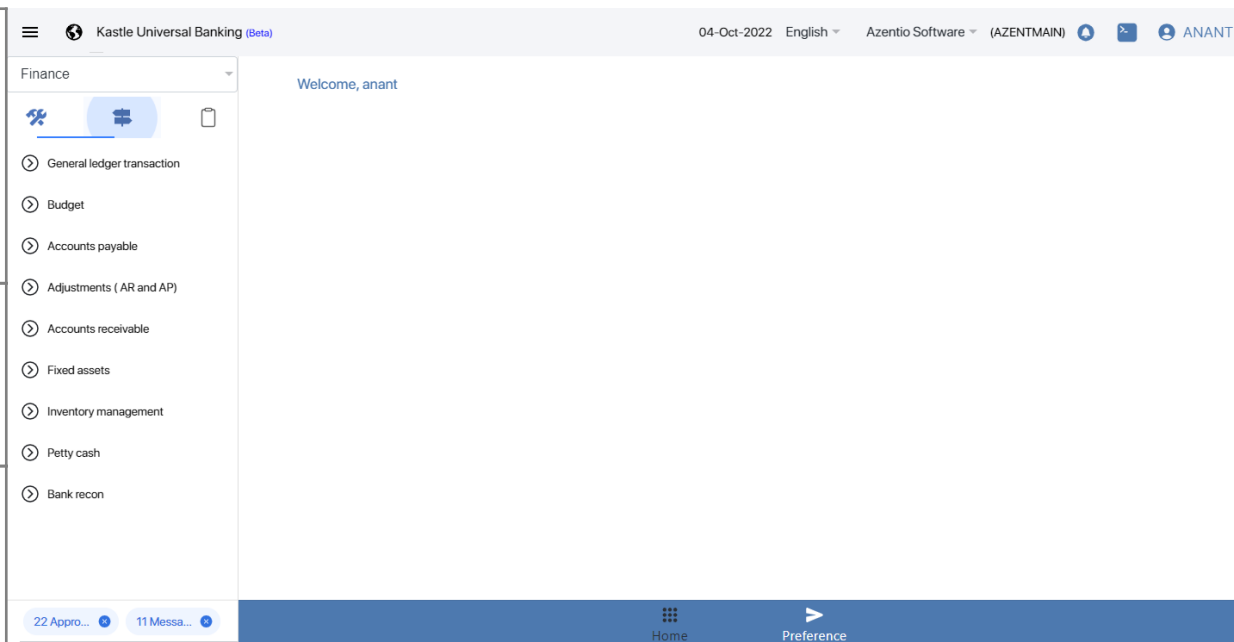 Kastle Universal Banking (Beta) 04-Oct-2022 English Azentio Software (AZENTMAIN) ANANT
Finance
Welcome, anant
General ledger transaction
Budget
Accounts payable
Adjustments ( AR and AP)
Accounts receivable
Fixed assets
Inventory management
Petty cash
Bank recon
22 Appro... 11 Messa...
Home Preference